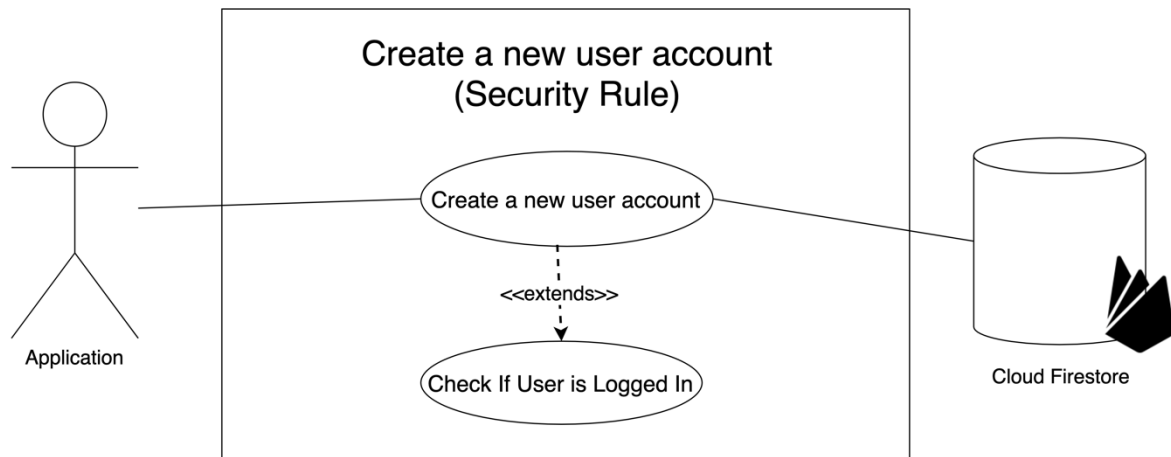 Create a new user account
(Security Rule)
Create a new user account
<<extends>>
Check If User is Logged In
Application
Cloud Firestore